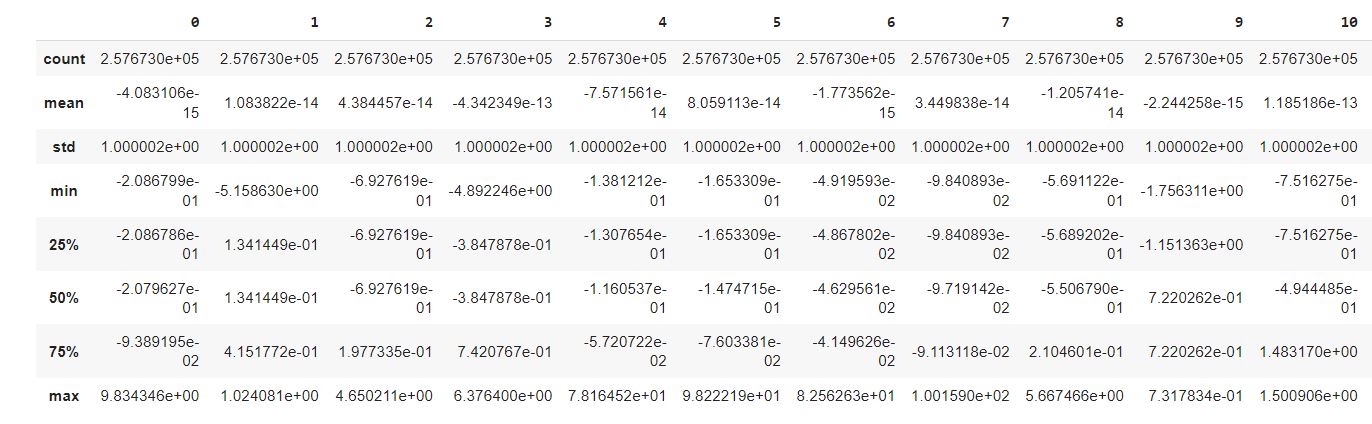 0 1 2 3 4 5 6 7 8 9 10
count 2.576730e+05 2.576730e+05 2.576730e+05 2.576730e+05 2.576730e+05 2.576730e+05 2.576730e+05 2.576730e+05 2.576730e+05 2.576730e+05 2.576730e+05
mean -4.083106e-15 1.083822e-14 4.384457e-14 -4.342349e-13 -7.571561e-14 8.059113e-14 -1.773562e-15 3.449838e-14 -1.205741e-14 -2.244258e-15 1.185186e-13
std 1.000002e+00 1.000002e+00 1.000002e+00 1.000002e+00 1.000002e+00 1.000002e+00 1.000002e+00 1.000002e+00 1.000002e+00 1.000002e+00 1.000002e+00
min -2.086799e-01 -5.158630e+00 -6.927619e-01 -4.892246e+00 -1.381212e-01 -1.653309e-01 -4.919593e-02 -9.840893e-02 -5.691122e-01 -1.756311e+00 -7.516275e-01
25% -2.086786e-01 1.341449e-01 -6.927619e-01 -3.847878e-01 -1.307654e-01 -1.653309e-01 -4.867802e-02 -9.840893e-02 -5.689202e-01 -1.151363e+00 -7.516275e-01
50% -2.079627e-01 1.341449e-01 -6.927619e-01 -3.847878e-01 -1.160537e-01 -1.474715e-01 -4.629561e-02 -9.719142e-02 -5.506790e-01 7.220262e-01 -4.944485e-01
75% -9.389195e-02 4.151772e-01 1.977335e-01 7.420767e-01 -5.720722e-02 -7.603381e-02 -4.149626e-02 -9.113118e-02 2.104601e-01 7.220262e-01 1.483170e+00
max 9.834346e+00 1.024081e+00 4.650211e+00 6.376400e+00 7.816452e+01 9.822219e+01 8.256263e+01 1.001590e+02 5.667466e+00 7.317834e-01 1.500906e+00